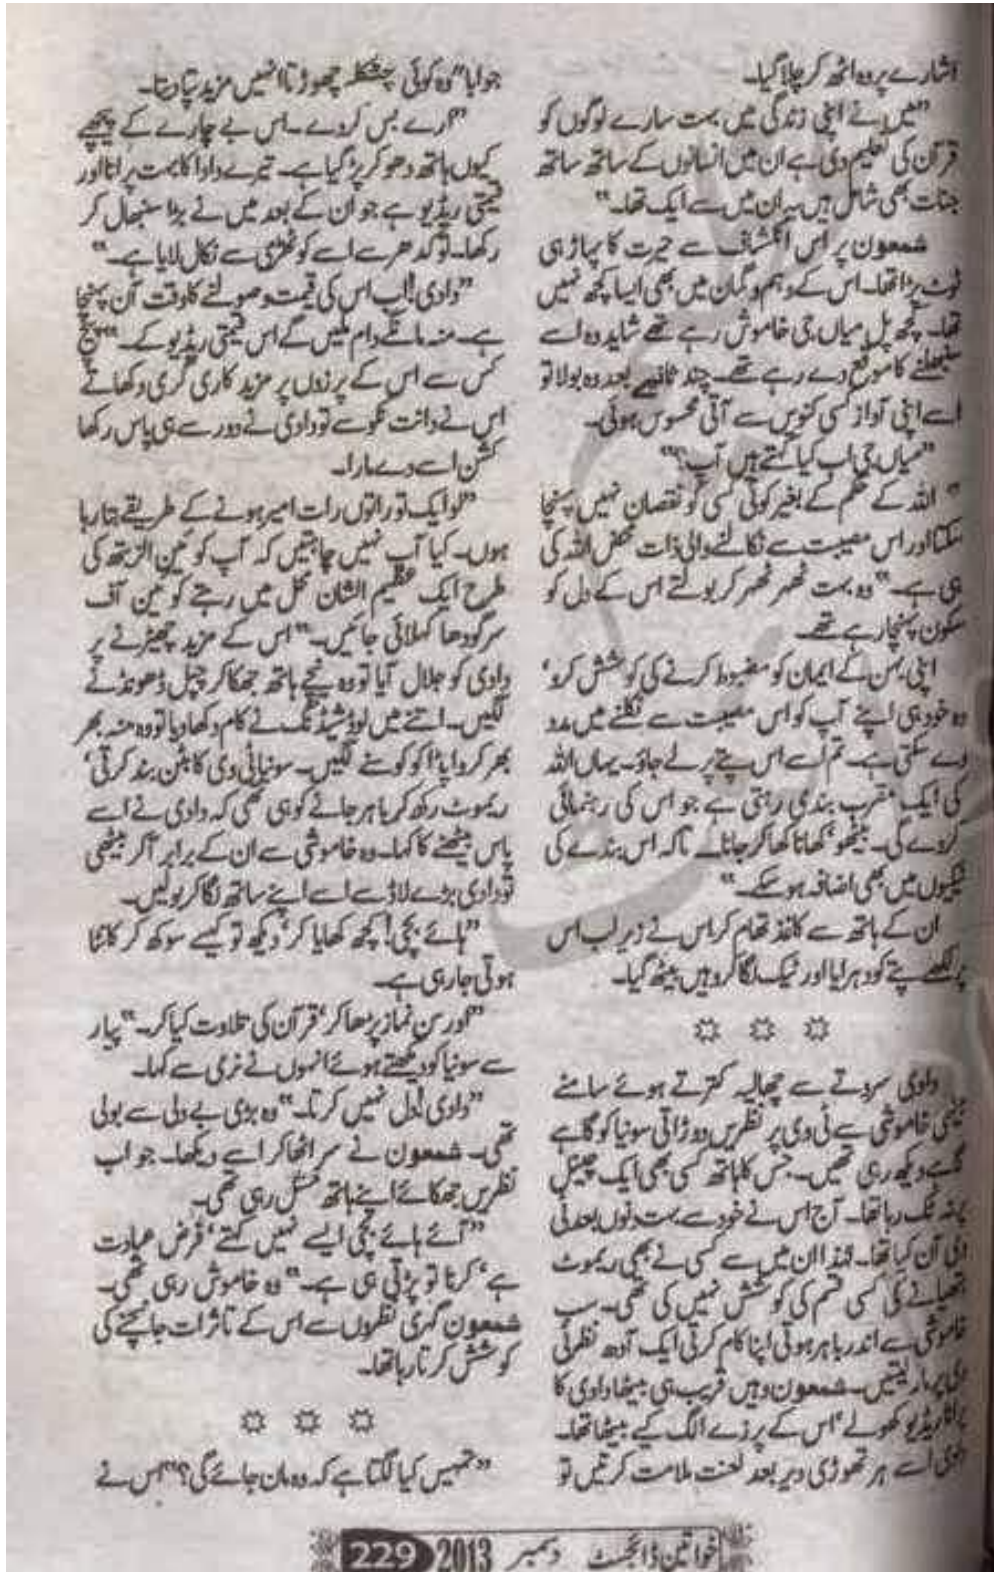 اشارے پر وہ اٹھ کر چلا گیا۔
”میں نے اپنی زندگی میں بہت سارے لوگوں کو
قرآن کی تعلیم دی ہے ان میں انسانوں کے ساتھ ساتھ
جنات بھی شامل ہیں یہ ان میں سے ایک تھا۔“
شمعون پر اس انکشاف سے حیرت کا پہاڑ ہی
ٹوٹ پڑا تھا۔ اس کے وہم و گمان میں بھی ایسا کچھ نہیں
تھا۔ کچھ پل میاں جی خاموش رہے تھے شاید وہ اسے
سنبھلنے کا موقع دے رہے تھے۔ چند ثانیے بعد وہ بولا تو
اسے اپنی آواز کسی کنویں سے آتی محسوس ہوئی۔
”میاں جی اب کیا کہتے ہیں آپ؟“
”اللہ کے حکم کے بغیر کوئی کسی کو نقصان نہیں پہنچا
سکتا اور اس مصیبت سے نکالنے والی ذات محض اللہ کی
ہی ہے۔“ وہ بہت ٹھہر ٹھہر کر بولتے اس کے دل کو
سکون پہنچا رہے تھے۔
اپنی بہن کے ایمان کو مضبوط کرنے کی کوشش کرو‘
وہ خود ہی اپنے آپ کو اس مصیبت سے نکلنے میں مدد
دے سکتی ہے۔ تم اسے اس پتے پر لے جاؤ۔ یہاں اللہ
کی ایک مقرب بندی رہتی ہے جو اس کی رہنمائی
کردے گی۔ بیٹھو‘ کھانا کھا کر جانا۔ تاکہ اس بندے کی
نیکیوں میں بھی اضافہ ہوسکے۔“
ان کے ہاتھ سے کاغذ تھام کر اس نے زیر لب اس
پر لکھے پتے کو دہرایا اور ٹیک لگا کر وہیں بیٹھ گیا۔
دادی سروتے سے چھالیہ کترتے ہوئے سامنے
بیٹھی خاموشی سے ٹی وی پر نظریں دوڑاتی سونیا کو گاہے
گاہے دیکھ رہی تھیں۔ جس کا ہاتھ کسی بھی ایک چینل
پہ نہ ٹک رہا تھا۔ آج اس نے خود سے بہت دنوں بعد ٹی
وی آن کیا تھا۔ لہذا ان میں سے کسی نے بھی ریموٹ
ہتھیانے کی کسی قسم کی کوشش نہیں کی تھی۔ سب
خاموشی سے اندر باہر ہوتی اپنا کام کرتی ایک آدھ نظر ٹی
وی پر مار لیتیں۔ شمعون وہیں قریب ہی بیٹھا دادی کا
پرانا ریڈیو کھولے‘ اس کے پرزے الگ کیے بیٹھا تھا۔
دادی اسے ہر تھوڑی دیر بعد لعنت ملامت کرتیں تو
جوابا” وہ کوئی چٹکلہ چھوڑتا انہیں مزید تپا دیتا۔
”ارے بس کردے۔ اس بے چارے کے پیچھے
کیوں ہاتھ دھو کر پڑ گیا ہے۔ تیرے دادا کا بہت پرانا اور
قیمتی ریڈیو ہے جو ان کے بعد میں نے بڑا سنبھال کر
رکھا۔ تو کدھر سے اسے کوٹھڑی سے نکال لایا ہے۔“
”دادی! اب اس کی قیمت وصولنے کا وقت آن پہنچا
ہے۔ منہ مانگے دام ملیں گے اس قیمتی ریڈیو کے۔“ پیچ
کس سے اس کے پرزوں پر مزید کاری گری دکھاتے
اس نے دانت نکوسے تو دادی نے دور سے ہی پاس رکھا
کشن اسے دے مارا۔
”لو ایک تو راتوں رات امیر ہونے کے طریقے بتا رہا
ہوں۔ کیا آپ نہیں چاہتیں کہ آپ کو کین الزبتھ کی
طرح ایک عظیم الشان محل میں رہتے کوئین آف
سرگودھا کہلائی جائیں۔“ اس کے مزید چھیڑنے پر
دادی کو جلال آیا تو وہ نیچے ہاتھ جھکا کر چپل ڈھونڈنے
لگیں۔ اتنے میں لوڈشیڈنگ نے کام دکھا دیا تو وہ منہ بھر
بھر کر واپڈا کو کوسنے لگیں۔ سونیا ٹی وی کا بٹن بند کرتی‘
ریموٹ رکھ کر باہر جانے کو ہی تھی کہ دادی نے اسے
پاس بیٹھنے کا کہا۔ وہ خاموشی سے ان کے برابر آکر بیٹھی
تو دادی بڑے لاڈ سے اسے اپنے ساتھ لگا کر بولیں۔
”ہائے بچی! کچھ کھایا کر‘ دیکھ تو کیسے سوکھ کر کانٹا
ہوتی جا رہی ہے۔
”اور سن نماز پڑھا کر‘ قرآن کی تلاوت کیا کر۔“ پیار
سے سونیا کو دیکھتے ہوئے انہوں نے نرمی سے کہا۔
”دادی! دل نہیں کرتا۔“ وہ بڑی بے دلی سے بولی
تھی۔ شمعون نے سر اٹھا کر اسے دیکھا۔ جو اب
نظریں جھکائے اپنے ہاتھ مسل رہی تھی۔
”آئے ہائے بچی ایسے نہیں کہتے‘ فرض عبادت
ہے‘ کرنا تو پڑتی ہی ہے۔“ وہ خاموش رہی تھی۔
شمعون گہری نظروں سے اس کے تاثرات جانچنے کی
کوشش کرتا رہا تھا۔
”تمہیں کیا لگتا ہے کہ وہ مان جائے گی؟“ اس نے
خواتین ڈائجسٹ دسمبر 2013 229